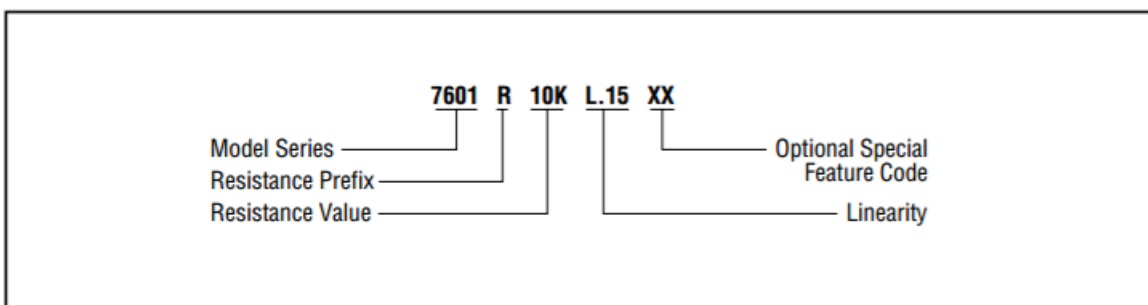 7601 R 10K L.15 XX
Model Series
Resistance Prefix
Resistance Value
Optional Special
Feature Code
Linearity